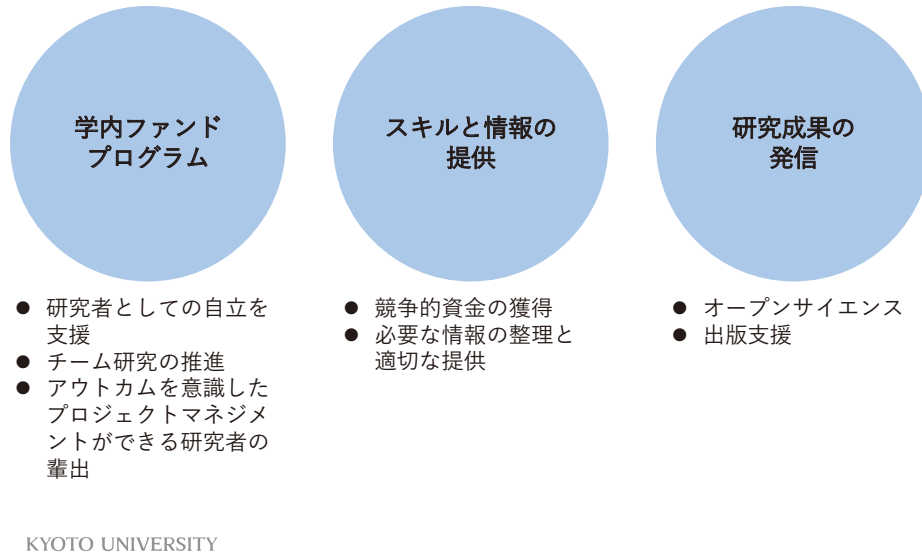 学内ファンド
プログラム
スキルと情報の
提供
研究成果の
発信
● 研究者としての自立を
支援
● チーム研究の推進
● アウトカムを意識した
プロジェクトマネジメ
ントができる研究者の
輩出
● 競争的資金の獲得
● 必要な情報の整理と
適切な提供
● オープンサイエンス
● 出版支援
KYOTO UNIVERSITY